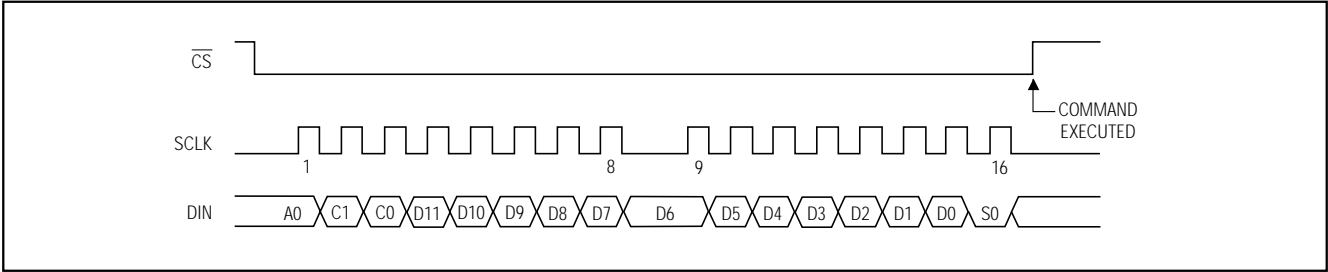 CS
COMMAND
EXECUTED
SCLK
1 8 9 16
DIN A0 C1 C0 D11 D10 D9 D8 D7 D6 D5 D4 D3 D2 D1 D0 S0